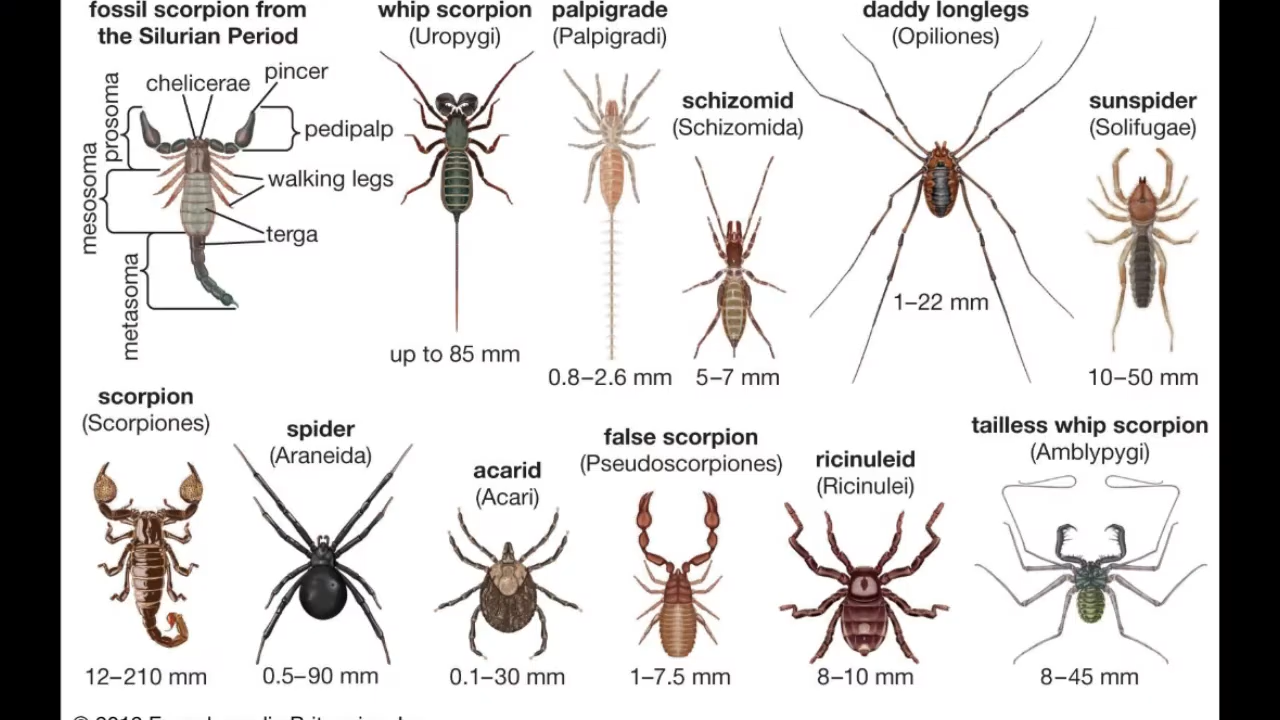 fossil scorpion from
the Silurian Period
chelicerae
pincer
pedipalp
walking legs
terga
prosoma
mesosoma
metasoma
whip scorpion
(Uropygi)
up to 85 mm
palpigrade
(Palpigradi)
0.8–2.6 mm
schizomid
(Schizomida)
5–7 mm
daddy longlegs
(Opiliones)
1–22 mm
sunspider
(Solifugae)
10–50 mm
scorpion
(Scorpiones)
12–210 mm
spider
(Araneida)
0.5–90 mm
acarid
(Acari)
0.1–30 mm
false scorpion
(Pseudoscorpiones)
1–7.5 mm
ricinuleid
(Ricinulei)
8–10 mm
tailless whip scorpion
(Amblypygi)
8–45 mm